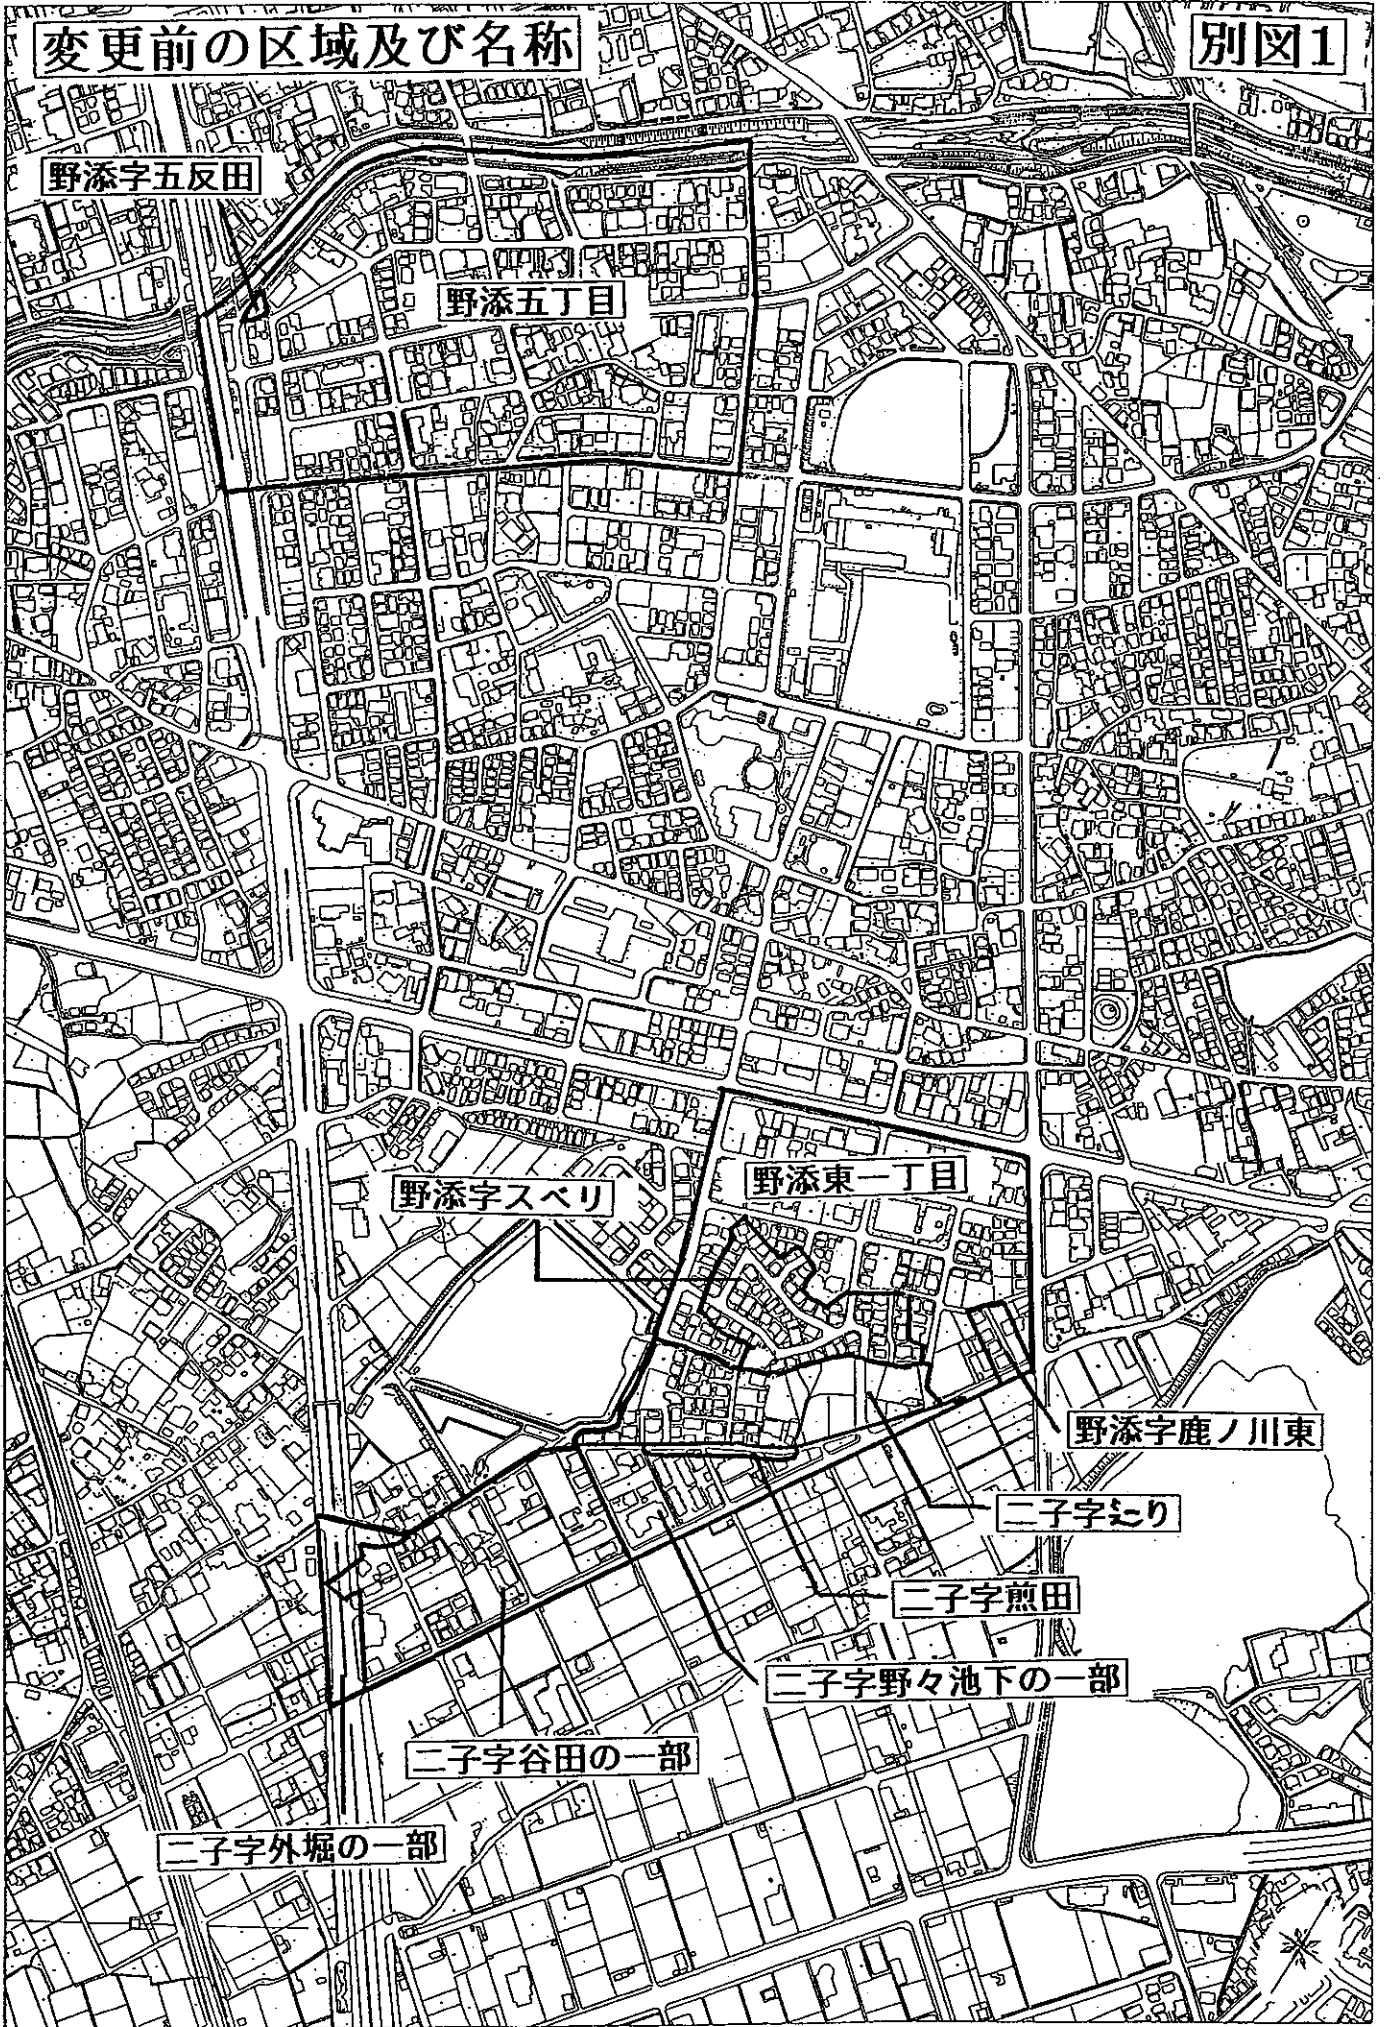 変更前の区域及び名称
別図1
野添字五反田
野添五丁目
野添東一丁目
野添字スベリ
野添字鹿ノ川東
二子字辷り
二子字煎田
二子字野々池下の一部
二子字谷田の一部
二子字外堀の一部